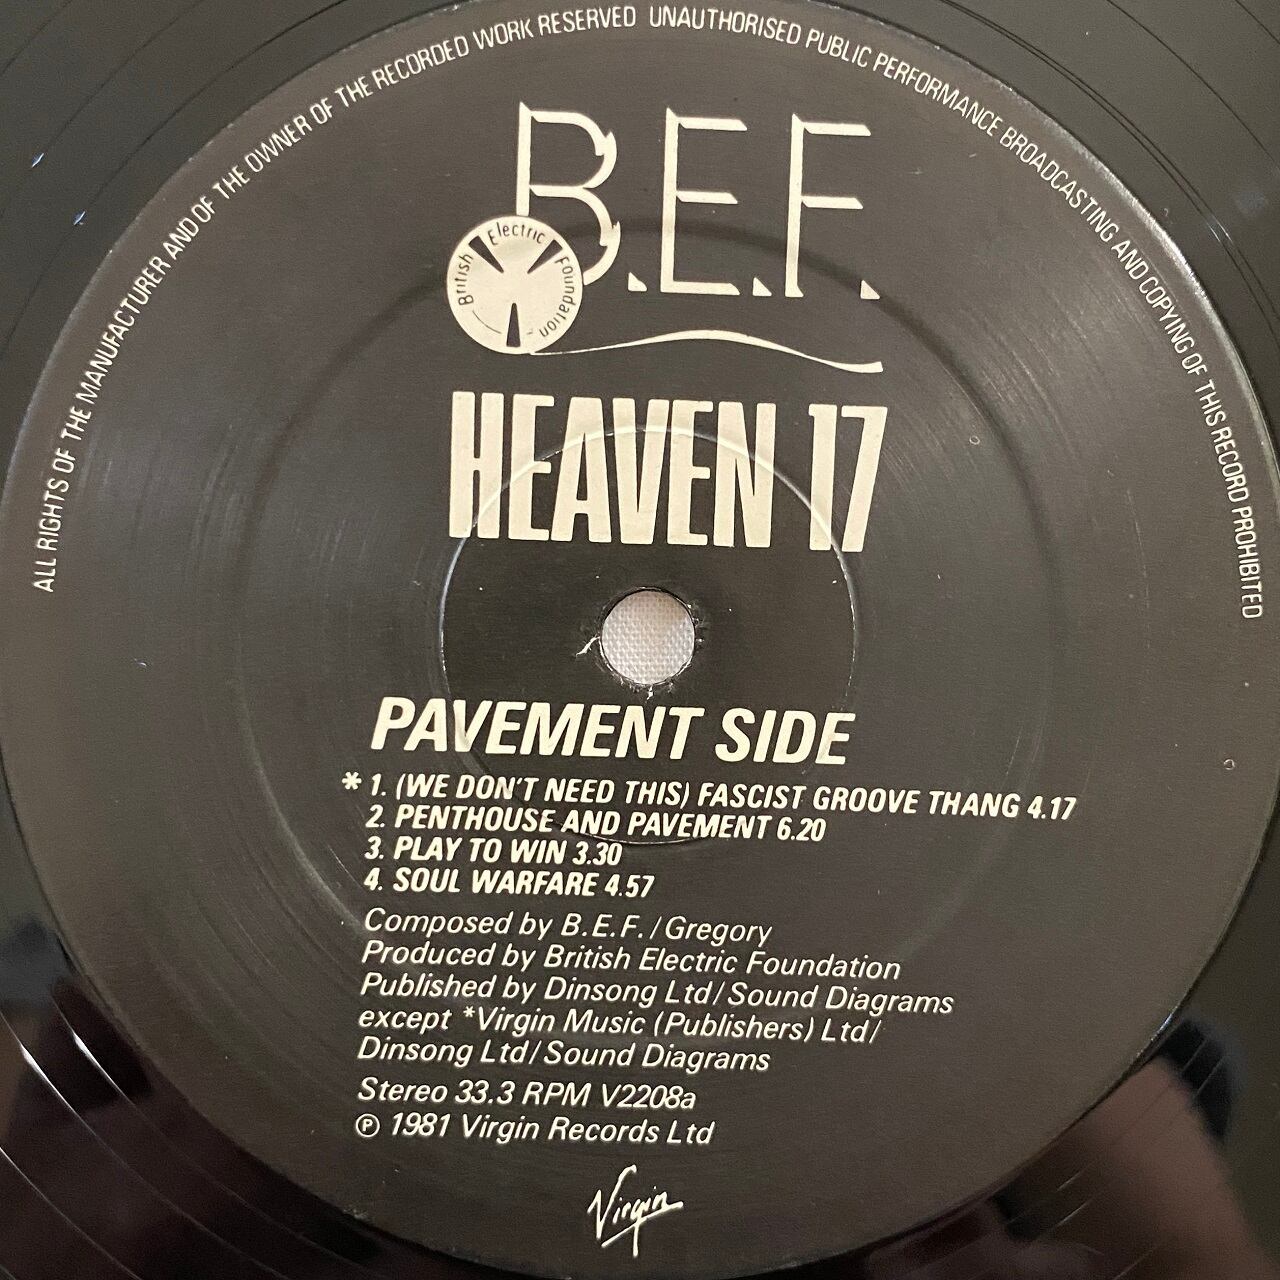 ALL RIGHTS OF THE MANUFACTURER AND OF THE OWNER OF THE RECORDED WORK RESERVED UNAUTHORISED PUBLIC PERFORMANCE BROADCASTING AND COPYING OF THIS RECORD PROHIBITED
B.E.F.
British Electric Foundation
HEAVEN 17
PAVEMENT SIDE
* 1. (WE DON'T NEED THIS) FASCIST GROOVE THANG 4.17
2. PENTHOUSE AND PAVEMENT 6.20
3. PLAY TO WIN 3.30
4. SOUL WARFARE 4.57
Composed by B.E.F./Gregory
Produced by British Electric Foundation
Published by Dinsong Ltd/Sound Diagrams
except *Virgin Music (Publishers) Ltd/
Dinsong Ltd/Sound Diagrams
Stereo 33.3 RPM V2208a
℗ 1981 Virgin Records Ltd
Virgin